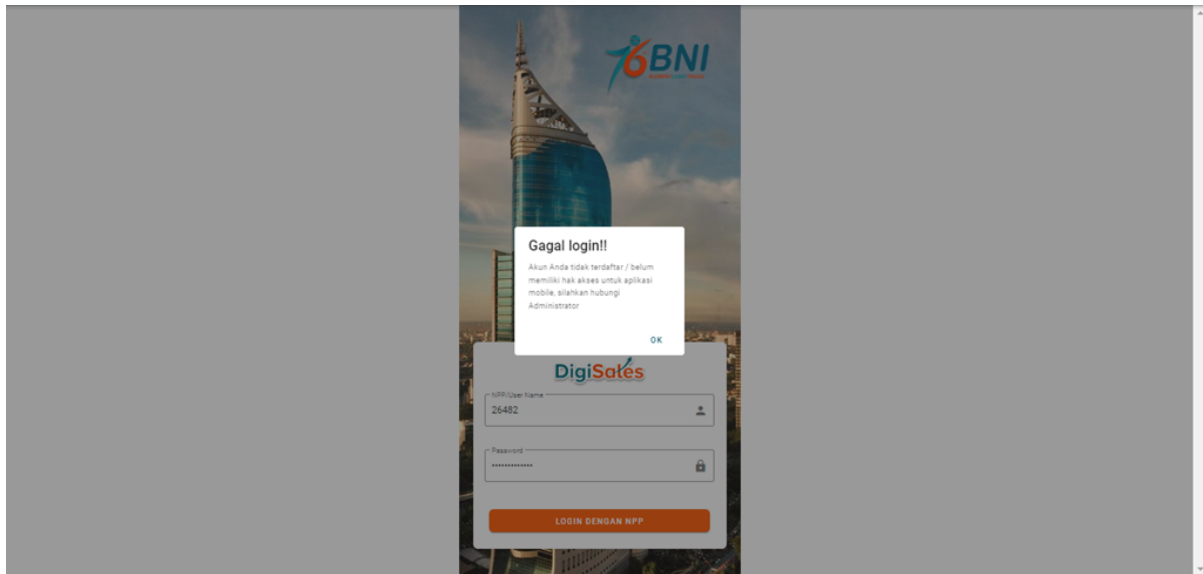 76 BNI
Gagal login!!
Akun Anda tidak terdaftar / belum
memiliki hak akses untuk aplikasi
mobile, silahkan hubungi
Administrator
OK
DigiSales
NPP/User Name
26482
Password
•••••••••••••
LOGIN DENGAN NPP